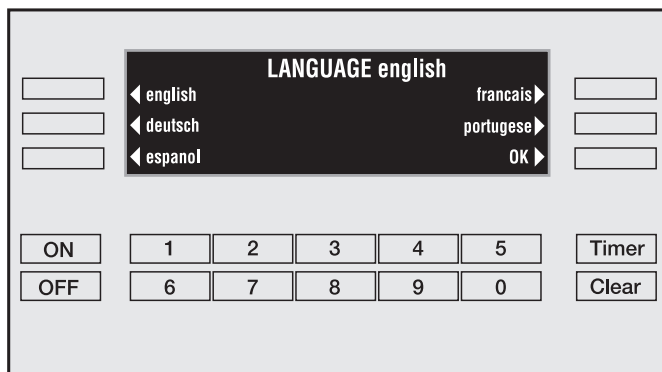 LANGUAGE english
english francais
deutsch portugese
espanol OK
ON 1 2 3 4 5 Timer
OFF 6 7 8 9 0 Clear